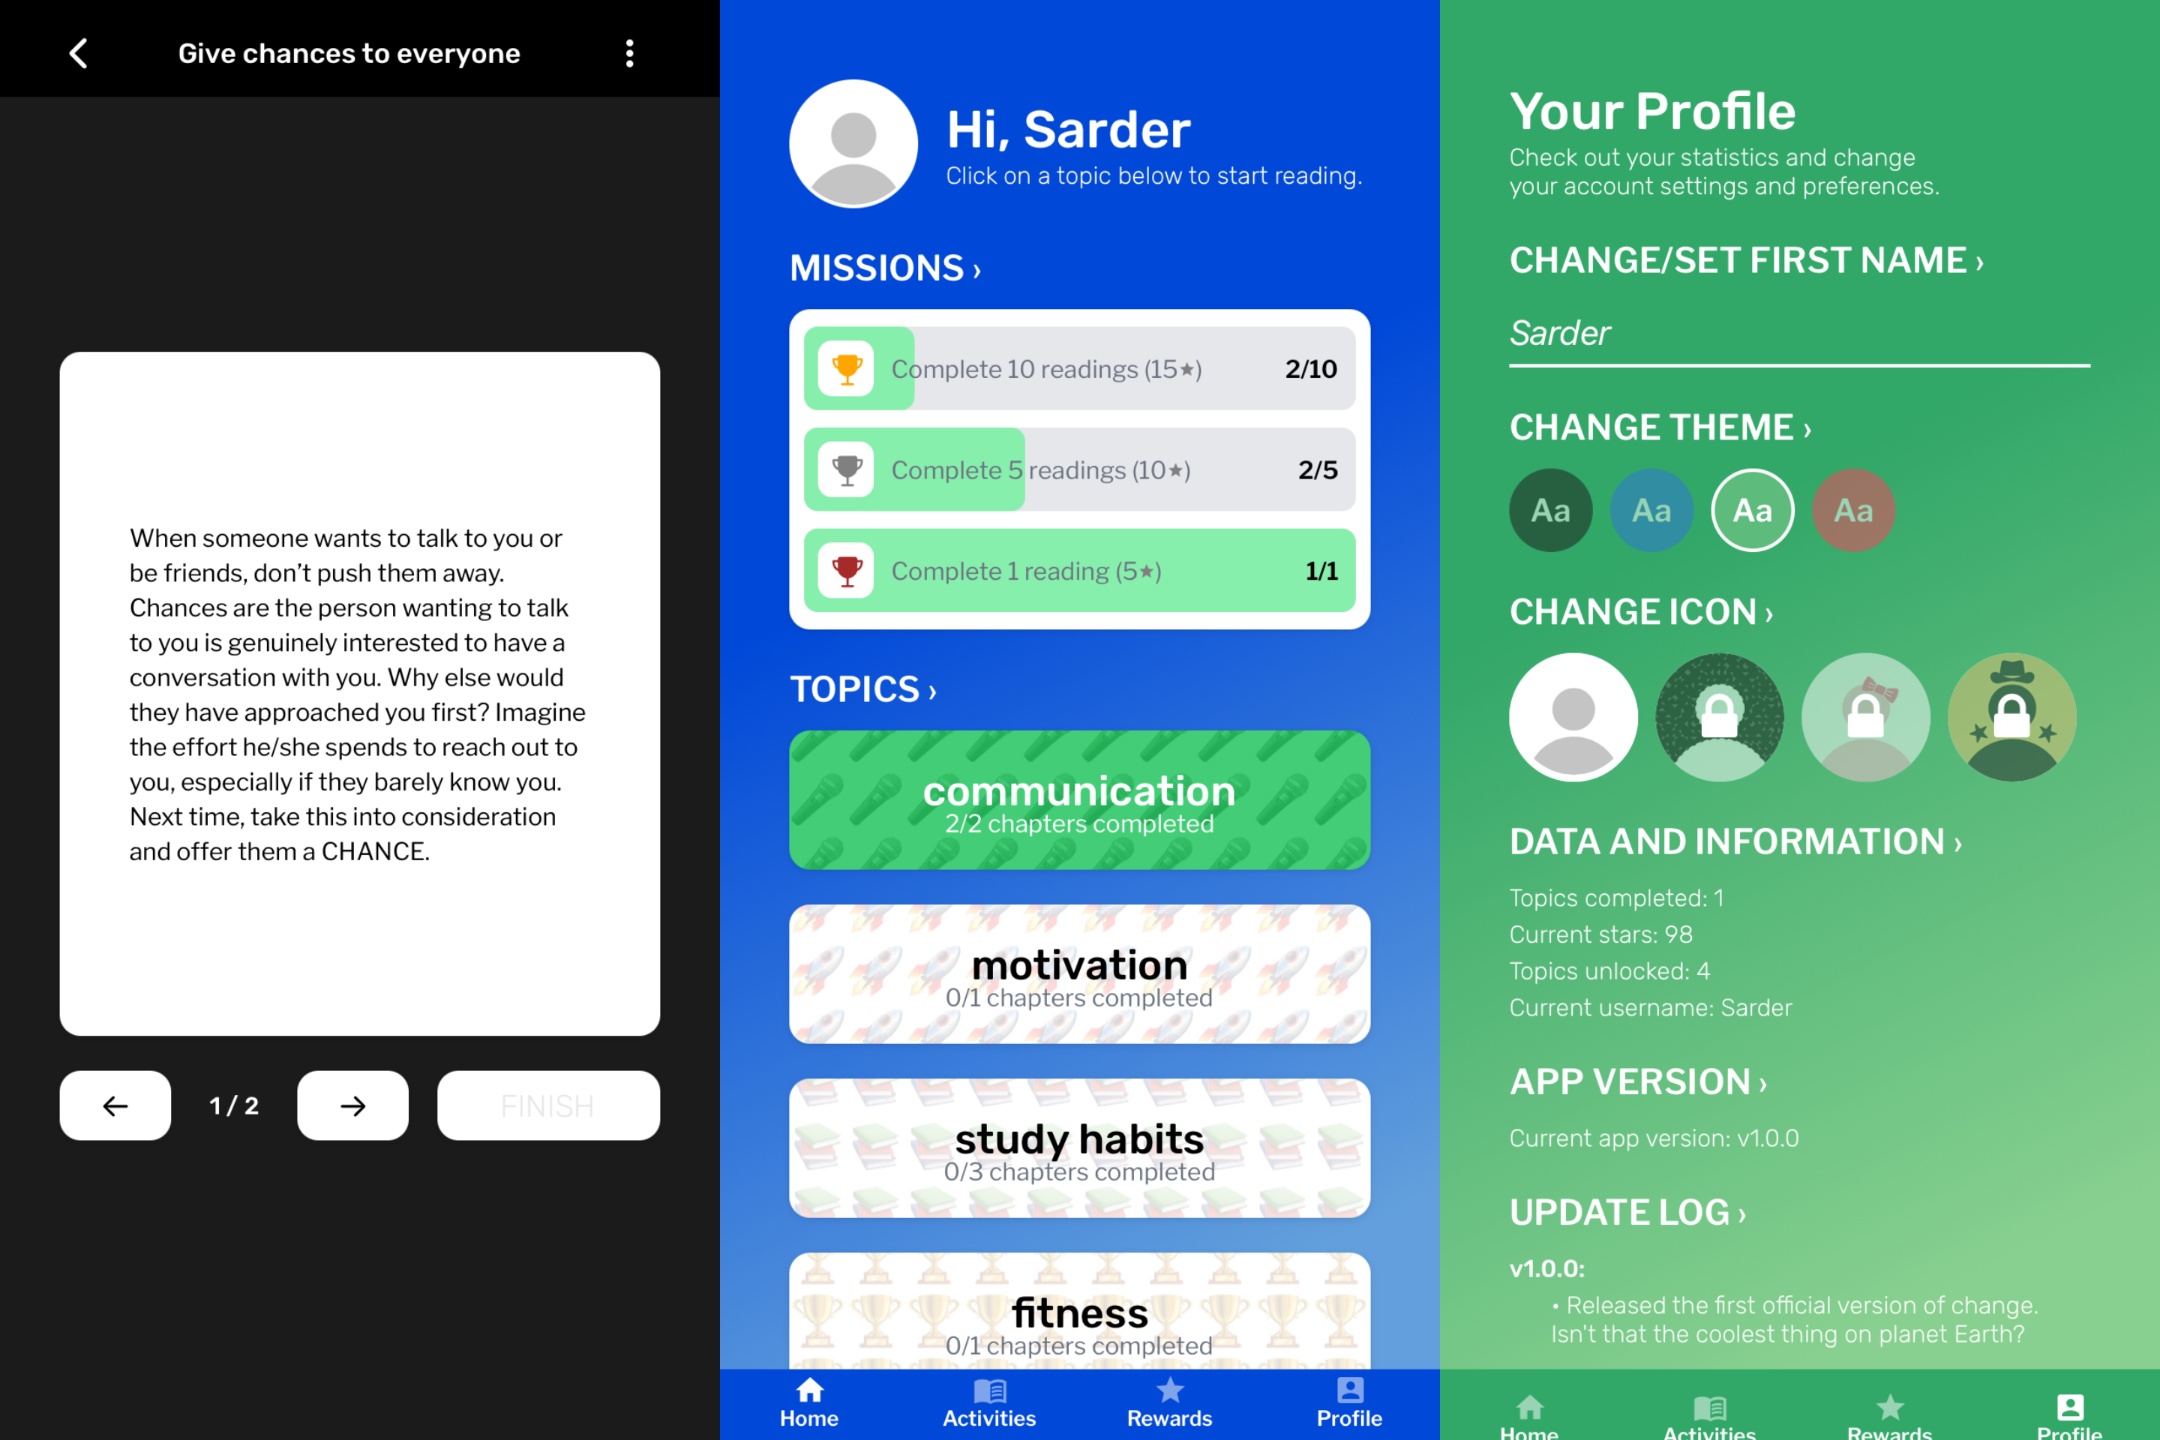 Give chances to everyone
When someone wants to talk to you or
be friends, don’t push them away.
Chances are the person wanting to talk
to you is genuinely interested to have a
conversation with you. Why else would
they have approached you first? Imagine
the effort he/she spends to reach out to
you, especially if they barely know you.
Next time, take this into consideration
and offer them a CHANCE.
1 / 2
FINISH
Hi, Sarder
Click on a topic below to start reading.
MISSIONS ›
Complete 10 readings (15★) 2/10
Complete 5 readings (10★) 2/5
Complete 1 reading (5★) 1/1
TOPICS ›
communication
2/2 chapters completed
motivation
0/1 chapters completed
study habits
0/3 chapters completed
fitness
0/1 chapters completed
Home Activities Rewards Profile
Your Profile
Check out your statistics and change
your account settings and preferences.
CHANGE/SET FIRST NAME ›
Sarder
CHANGE THEME ›
Aa Aa Aa Aa
CHANGE ICON ›
DATA AND INFORMATION ›
Topics completed: 1
Current stars: 98
Topics unlocked: 4
Current username: Sarder
APP VERSION ›
Current app version: v1.0.0
UPDATE LOG ›
v1.0.0:
• Released the first official version of change.
Isn't that the coolest thing on planet Earth?
Home Activities Rewards Profile